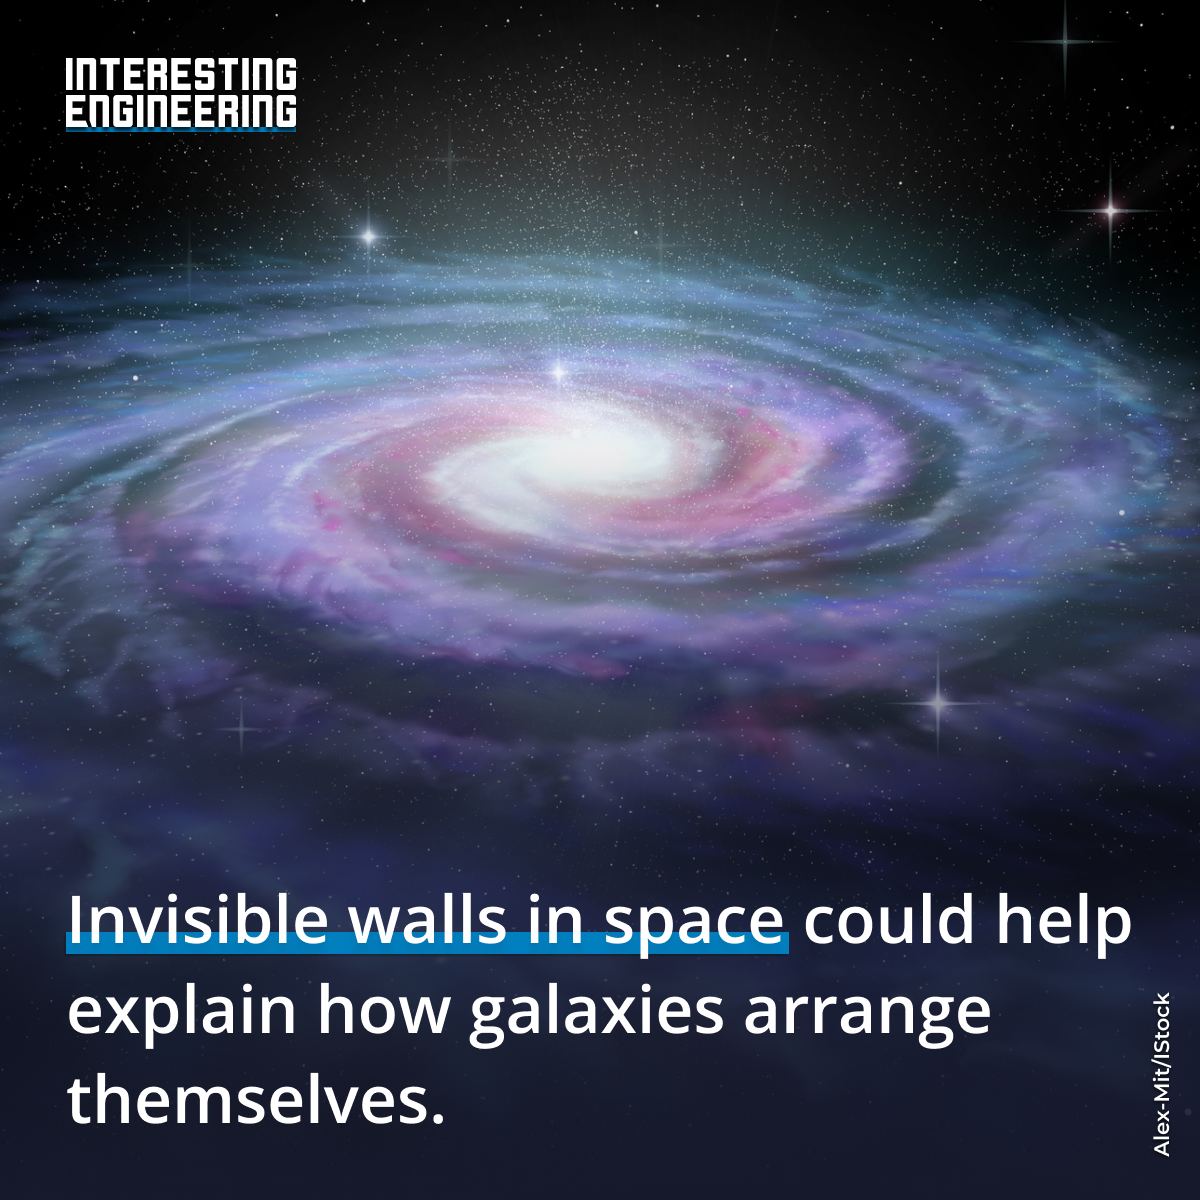 INTERESTING
ENGINEERING
Invisible walls in space could help
explain how galaxies arrange
themselves.
Alex-Mit/IStock